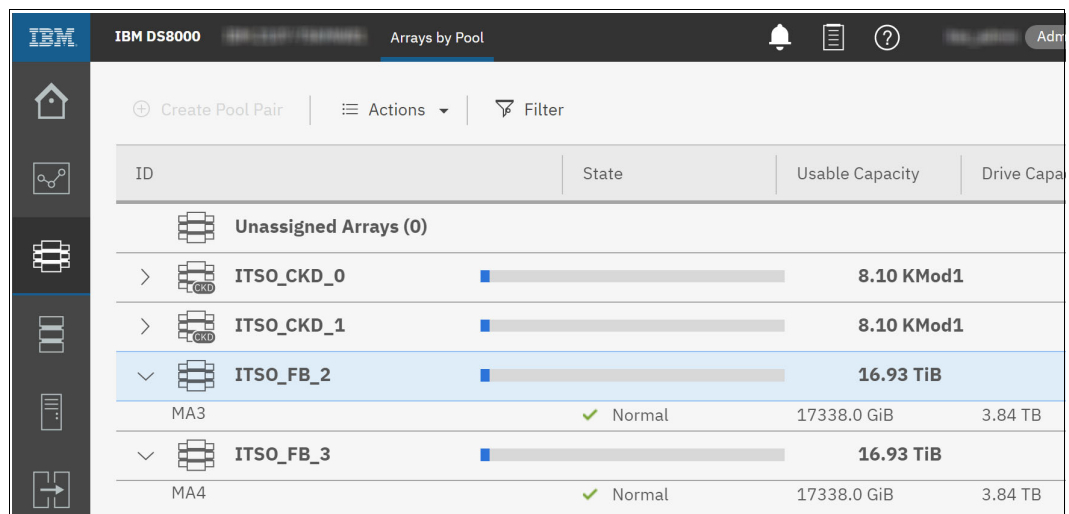 IBM IBM DS8000 Arrays by Pool ?
Create Pool Pair Actions Filter
ID State Usable Capacity Drive Capa
Unassigned Arrays (0)
CKD ITSO_CKD_0 8.10 KMod1
CKD ITSO_CKD_1 8.10 KMod1
ITSO_FB_2 16.93 TiB
MA3 Normal 17338.0 GiB 3.84 TB
ITSO_FB_3 16.93 TiB
MA4 Normal 17338.0 GiB 3.84 TB